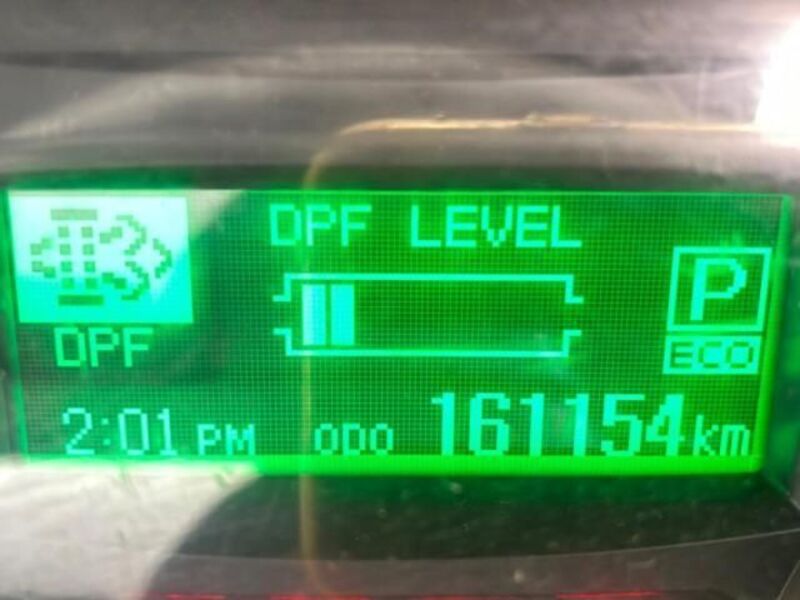 DPF LEVEL
P
DPF
ECO
2:01 PM ODO 161154 km